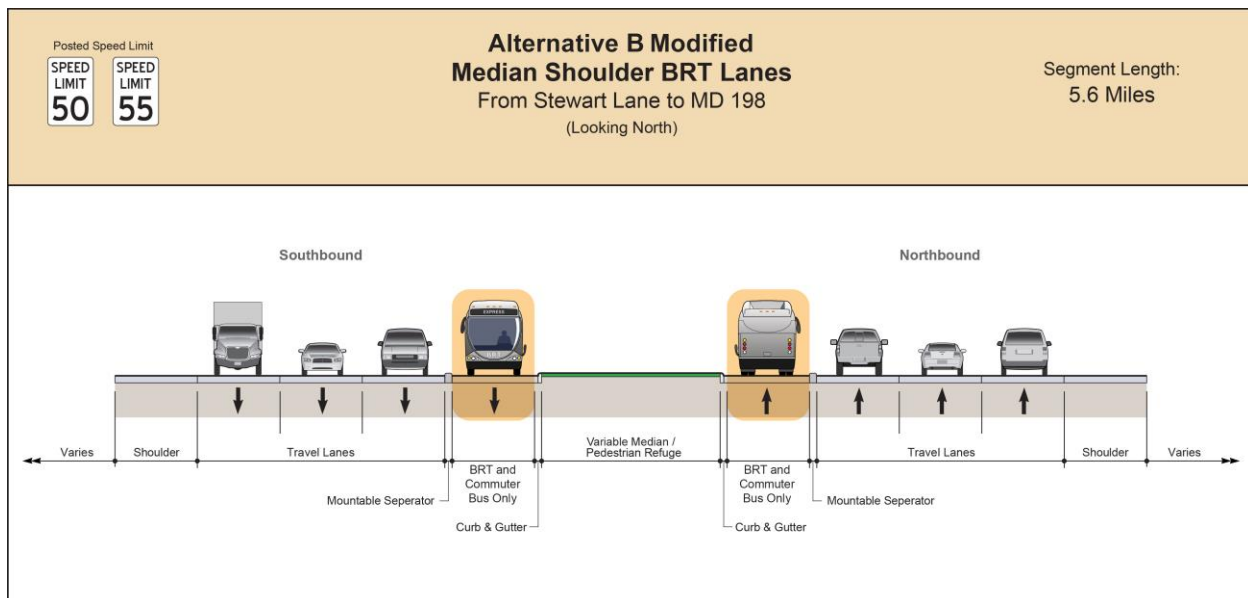 Posted Speed Limit
SPEED
LIMIT
50
SPEED
LIMIT
55
Alternative B Modified
Median Shoulder BRT Lanes
From Stewart Lane to MD 198
(Looking North)
Segment Length:
5.6 Miles
Southbound
Northbound
EXPRESS
Varies
Shoulder
Travel Lanes
Mountable Seperator
BRT and
Commuter
Bus Only
Curb & Gutter
Variable Median /
Pedestrian Refuge
Curb & Gutter
BRT and
Commuter
Bus Only
Mountable Seperator
Travel Lanes
Shoulder
Varies